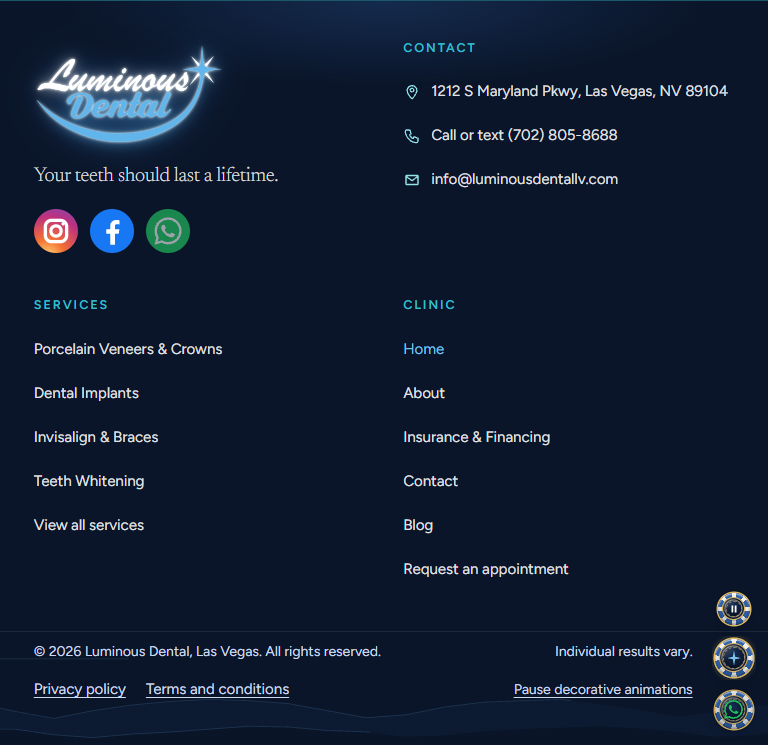 Luminous
Dental
Your teeth should last a lifetime.
CONTACT
1212 S Maryland Pkwy, Las Vegas, NV 89104
Call or text (702) 805-8688
info@luminousdentallv.com
SERVICES
Porcelain Veneers & Crowns
Dental Implants
Invisalign & Braces
Teeth Whitening
View all services
CLINIC
Home
About
Insurance & Financing
Contact
Blog
Request an appointment
© 2026 Luminous Dental, Las Vegas. All rights reserved.
Individual results vary.
Privacy policy
Terms and conditions
Pause decorative animations